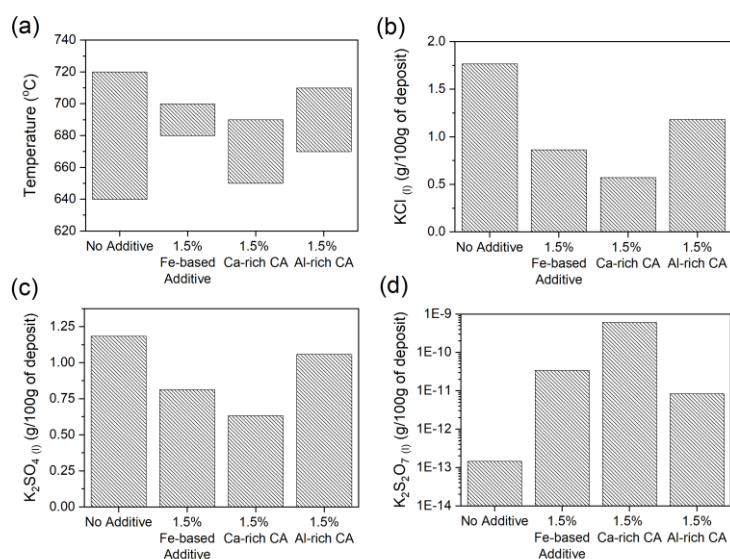 (a)
740
720
700
680
660
640
620
Temperature (°C)
No Additive
1.5%
Fe-based
Additive
1.5%
Ca-rich CA
1.5%
Al-rich CA
(b)
2.0
1.5
1.0
0.5
0.0
KCl (l) (g/100g of deposit)
No Additive
1.5%
Fe-based
Additive
1.5%
Ca-rich CA
1.5%
Al-rich CA
(c)
1.25
1.00
0.75
0.50
0.25
0.00
K2SO4 (l) (g/100g of deposit)
No Additive
1.5%
Fe-based
Additive
1.5%
Ca-rich CA
1.5%
Al-rich CA
(d)
1E-9
1E-10
1E-11
1E-12
1E-13
1E-14
K2S2O7 (l) (g/100g of deposit)
No Additive
1.5%
Fe-based
Additive
1.5%
Ca-rich CA
1.5%
Al-rich CA